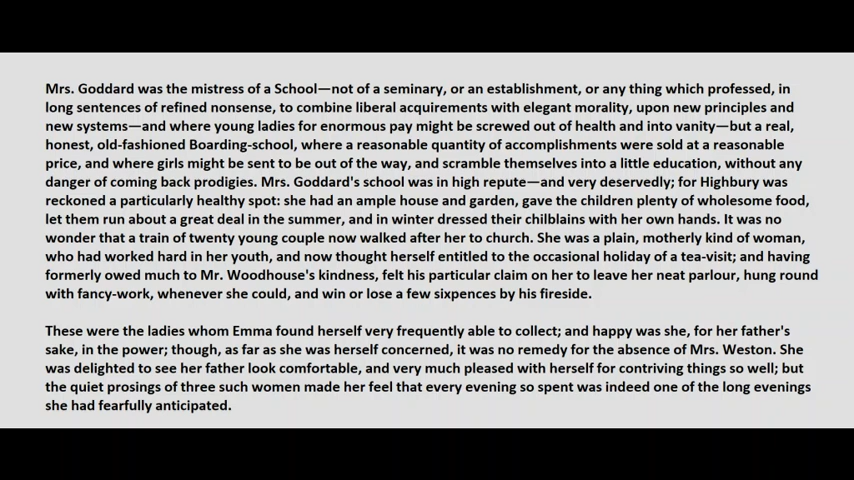 Mrs. Goddard was the mistress of a School—not of a seminary, or an establishment, or any thing which professed, in
long sentences of refined nonsense, to combine liberal acquirements with elegant morality, upon new principles and
new systems—and where young ladies for enormous pay might be screwed out of health and into vanity—but a real,
honest, old-fashioned Boarding-school, where a reasonable quantity of accomplishments were sold at a reasonable
price, and where girls might be sent to be out of the way, and scramble themselves into a little education, without any
danger of coming back prodigies. Mrs. Goddard's school was in high repute—and very deservedly; for Highbury was
reckoned a particularly healthy spot: she had an ample house and garden, gave the children plenty of wholesome food,
let them run about a great deal in the summer, and in winter dressed their chilblains with her own hands. It was no
wonder that a train of twenty young couple now walked after her to church. She was a plain, motherly kind of woman,
who had worked hard in her youth, and now thought herself entitled to the occasional holiday of a tea-visit; and having
formerly owed much to Mr. Woodhouse's kindness, felt his particular claim on her to leave her neat parlour, hung round
with fancy-work, whenever she could, and win or lose a few sixpences by his fireside.
These were the ladies whom Emma found herself very frequently able to collect; and happy was she, for her father's
sake, in the power; though, as far as she was herself concerned, it was no remedy for the absence of Mrs. Weston. She
was delighted to see her father look comfortable, and very much pleased with herself for contriving things so well; but
the quiet prosings of three such women made her feel that every evening so spent was indeed one of the long evenings
she had fearfully anticipated.